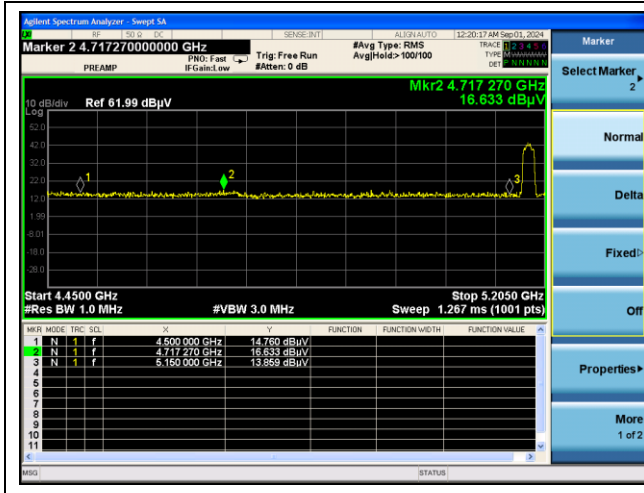 Agilent Spectrum Analyzer - Swept SA
RF 50 Ω DC SENSE:INT ALIGN AUTO 12:20:17 AM Sep 01, 2024
Marker 2 4.717270000000 GHz
PREAMP
PNO: Fast
IFGain:Low
Trig: Free Run
#Atten: 0 dB
#Avg Type: RMS
Avg|Hold:>100/100
TRACE 1 2 3 4 5 6
TYPE
DET P N N N N N
Mkr2 4.717 270 GHz
16.633 dBµV
10 dB/div Ref 61.99 dBµV
Log
52.0
42.0
32.0
22.0
12.0
1.99
-8.01
-18.0
-28.0
1
2
3
Start 4.4500 GHz Stop 5.2050 GHz
#Res BW 1.0 MHz #VBW 3.0 MHz Sweep 1.267 ms (1001 pts)
MKR MODE TRC SCL X Y FUNCTION FUNCTION WIDTH FUNCTION VALUE
1 N 1 f 4.500 000 GHz 14.760 dBµV
2 N 1 f 4.717 270 GHz 16.633 dBµV
3 N 1 f 5.150 000 GHz 13.859 dBµV
4
5
6
7
8
9
10
11
MSG STATUS
Marker
Select Marker
2
Normal
Delta
Fixed
Off
Properties
More
1 of 2